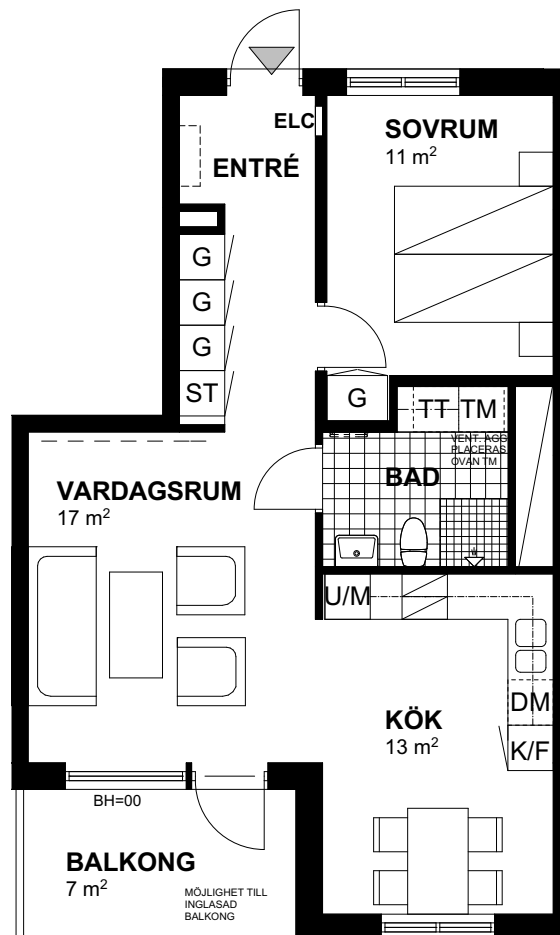 ELC
SOVRUM
11 m²
ENTRÉ
G
G
G
ST
G
TT TM
VENT. AGG
PLACERAS
OVAN TM
BAD
VARDAGSRUM
17 m²
U/M
DM
K/F
KÖK
13 m²
BH=00
BALKONG
7 m²
MÖJLIGHET TILL
INGLASAD
BALKONG